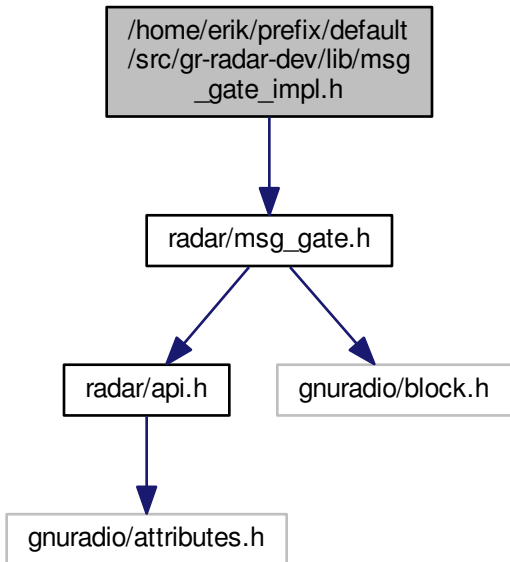 /home/erik/prefix/default
/src/gr-radar-dev/lib/msg
_gate_impl.h
radar/msg_gate.h
radar/api.h
gnuradio/block.h
gnuradio/attributes.h